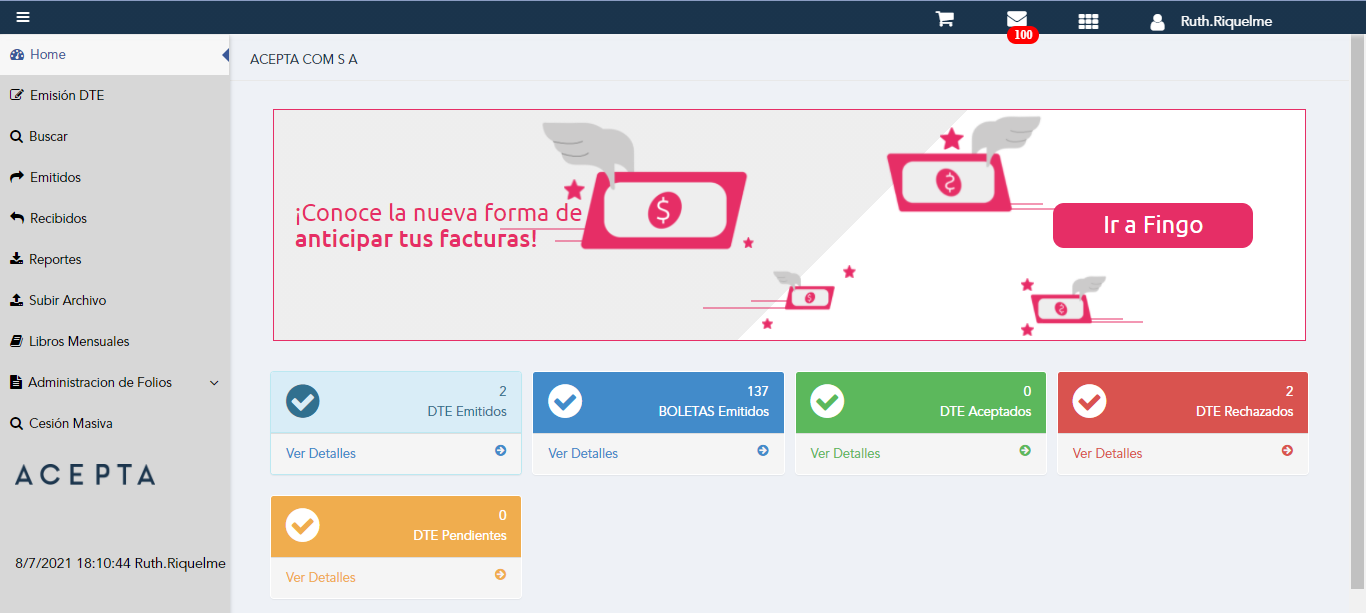 100
Ruth.Riquelme
Home
Emisión DTE
Buscar
Emitidos
Recibidos
Reportes
Subir Archivo
Libros Mensuales
Administracion de Folios
Cesión Masiva
ACEPTA
8/7/2021 18:10:44 Ruth.Riquelme
ACEPTA COM S A
¡Conoce la nueva forma de
anticipar tus facturas!
$
$
$
$
Ir a Fingo
2
DTE Emitidos
Ver Detalles
137
BOLETAS Emitidos
Ver Detalles
0
DTE Aceptados
Ver Detalles
2
DTE Rechazados
Ver Detalles
0
DTE Pendientes
Ver Detalles